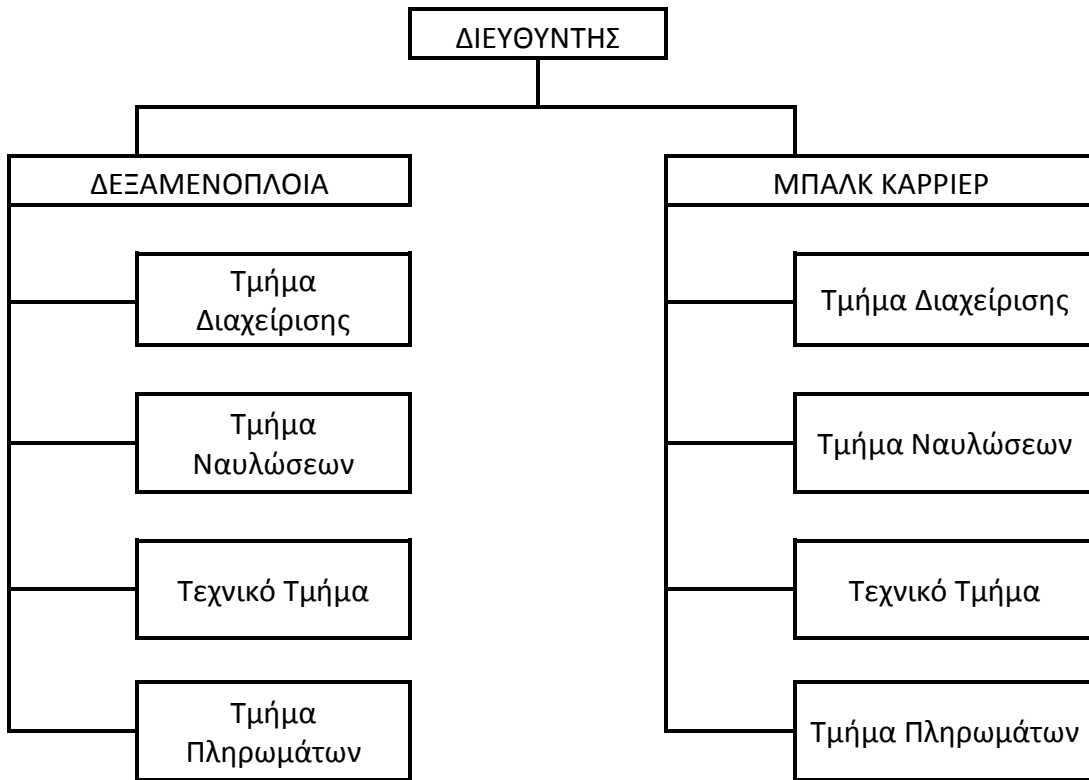 ΔΙΕΥΘΥΝΤΗΣ
ΔΕΞΑΜΕΝΟΠΛΟΙΑ
ΜΠΑΛΚ ΚΑΡΡΙΕΡ
Τμήμα
Διαχείρισης
Τμήμα Διαχείρισης
Τμήμα
Ναυλώσεων
Τμήμα Ναυλώσεων
Τεχνικό Τμήμα
Τεχνικό Τμήμα
Τμήμα
Πληρωμάτων
Τμήμα Πληρωμάτων